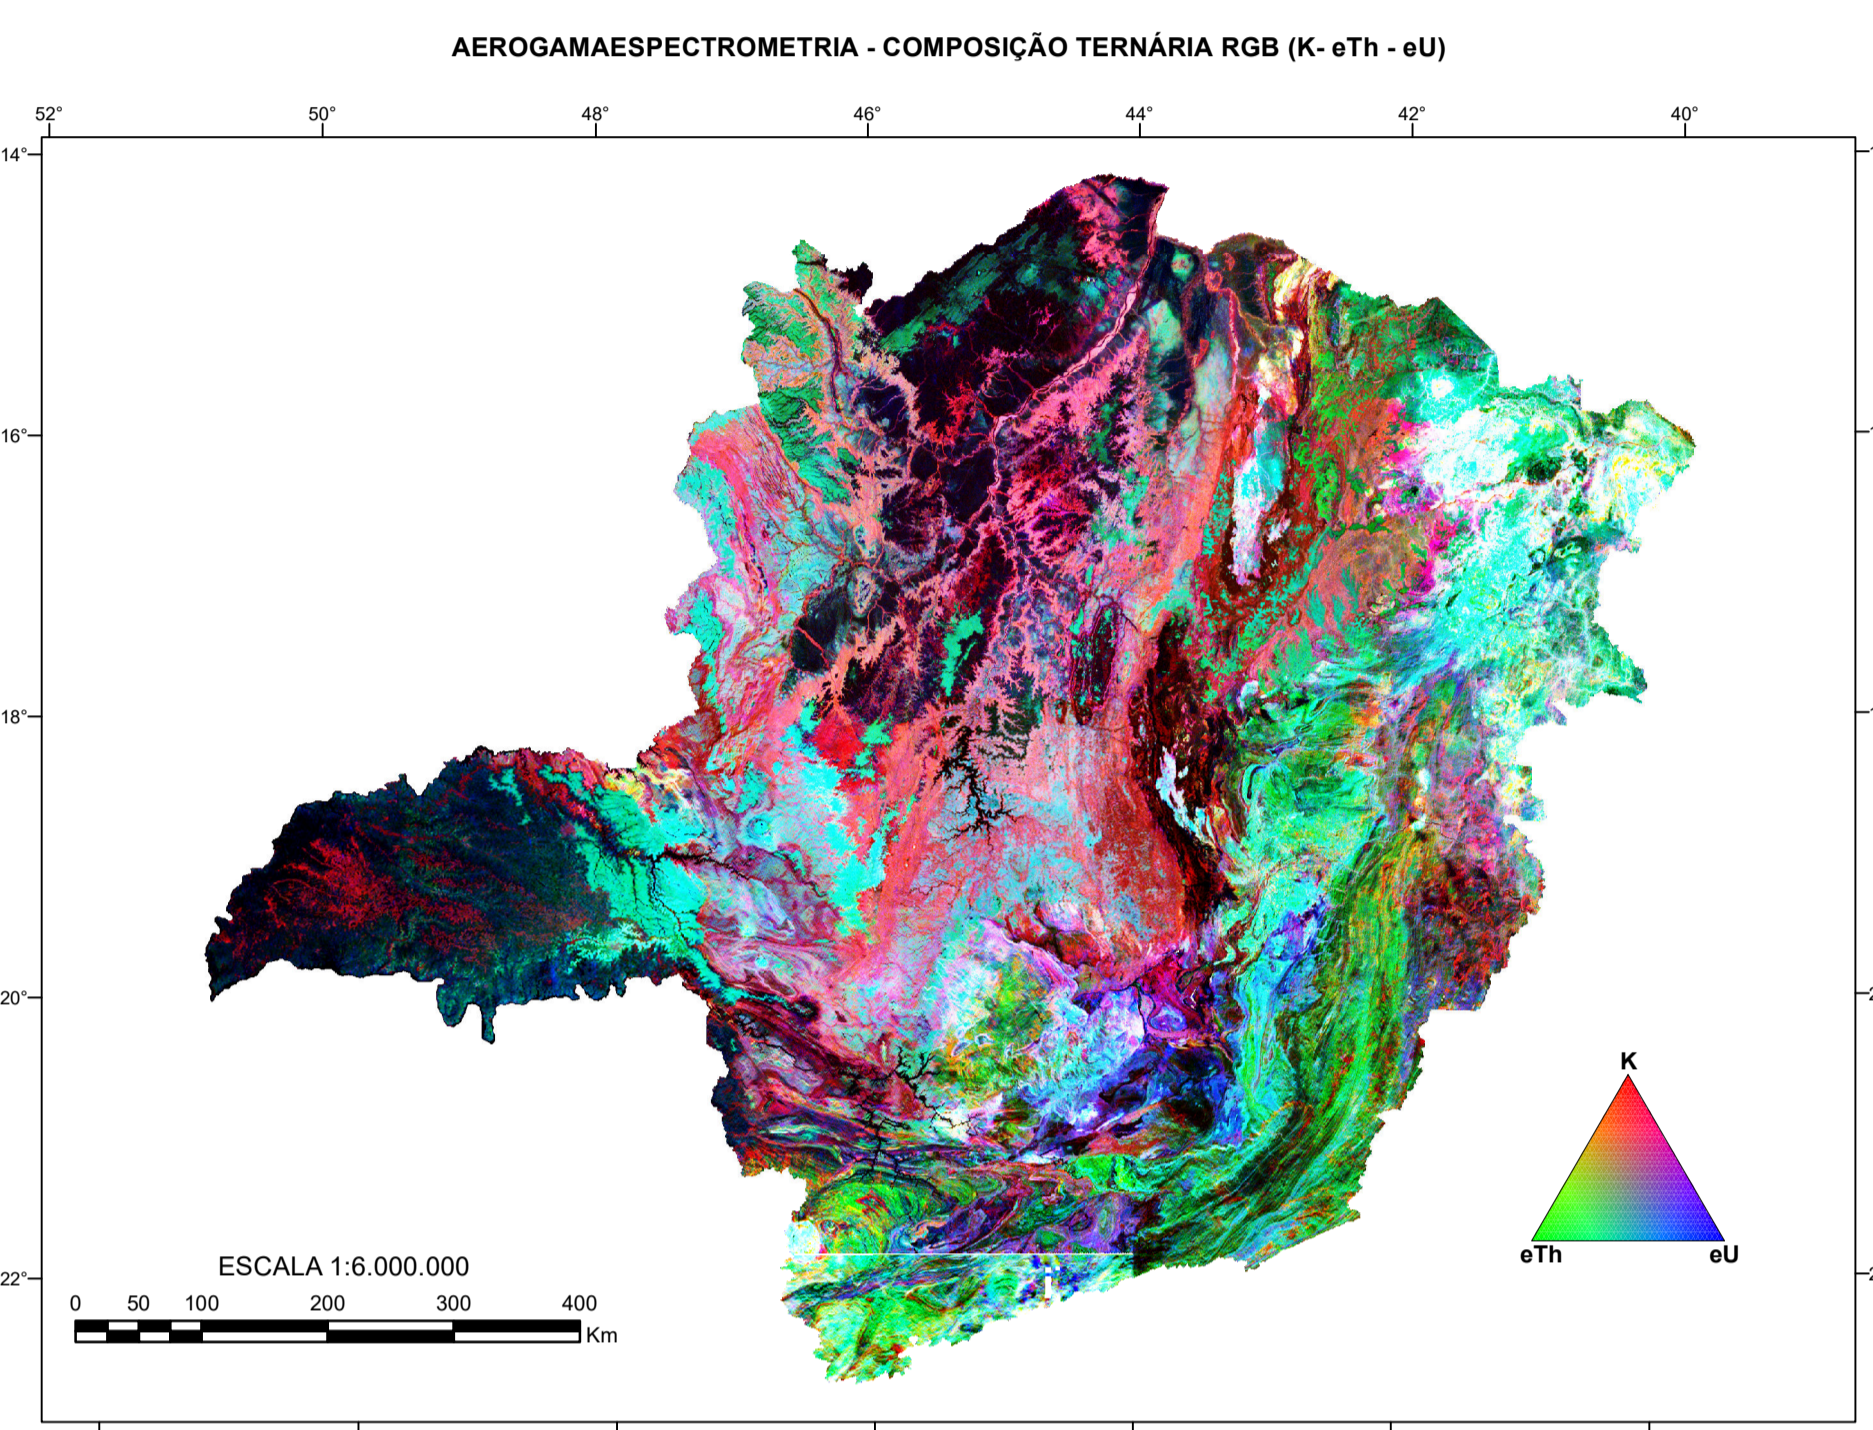 AEROGAMAESPECTROMETRIA - COMPOSIÇÃO TERNÁRIA RGB (K- eTh - eU)
52° 50° 48° 46° 44° 42° 40°
14°
16°
18°
20°
22°
K
eTh eU
ESCALA 1:6.000.000
0 50 100 200 300 400
Km